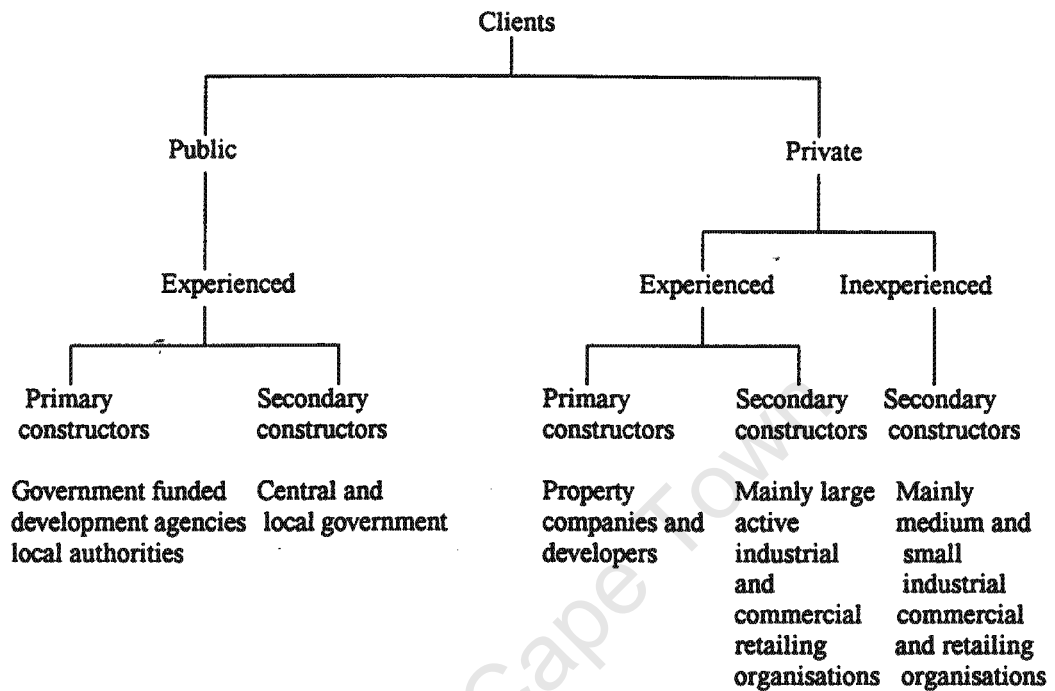 Clients
Public
Private
Experienced
Experienced
Inexperienced
Primary
constructors
Secondary
constructors
Primary
constructors
Secondary
constructors
Secondary
constructors
Government funded
development agencies
local authorities
Central and
local government
Property
companies and
developers
Mainly large
active
industrial
and
commercial
retailing
organisations
Mainly
medium and
small
industrial
commercial
and retailing
organisations
Cape Town